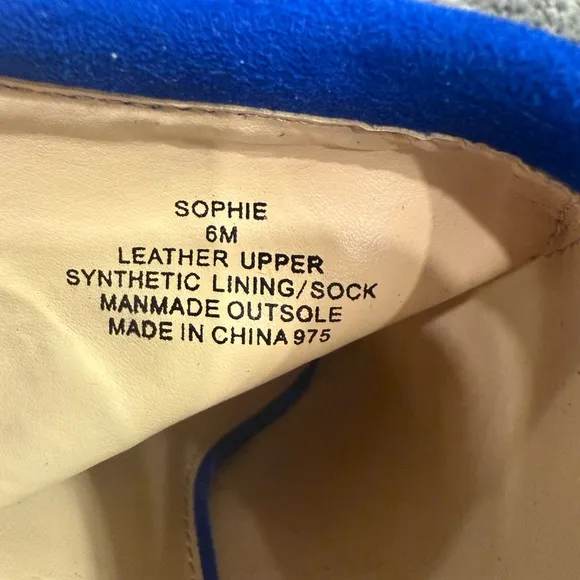 SOPHIE
6M
LEATHER UPPER
SYNTHETIC LINING/SOCK
MANMADE OUTSOLE
MADE IN CHINA 975